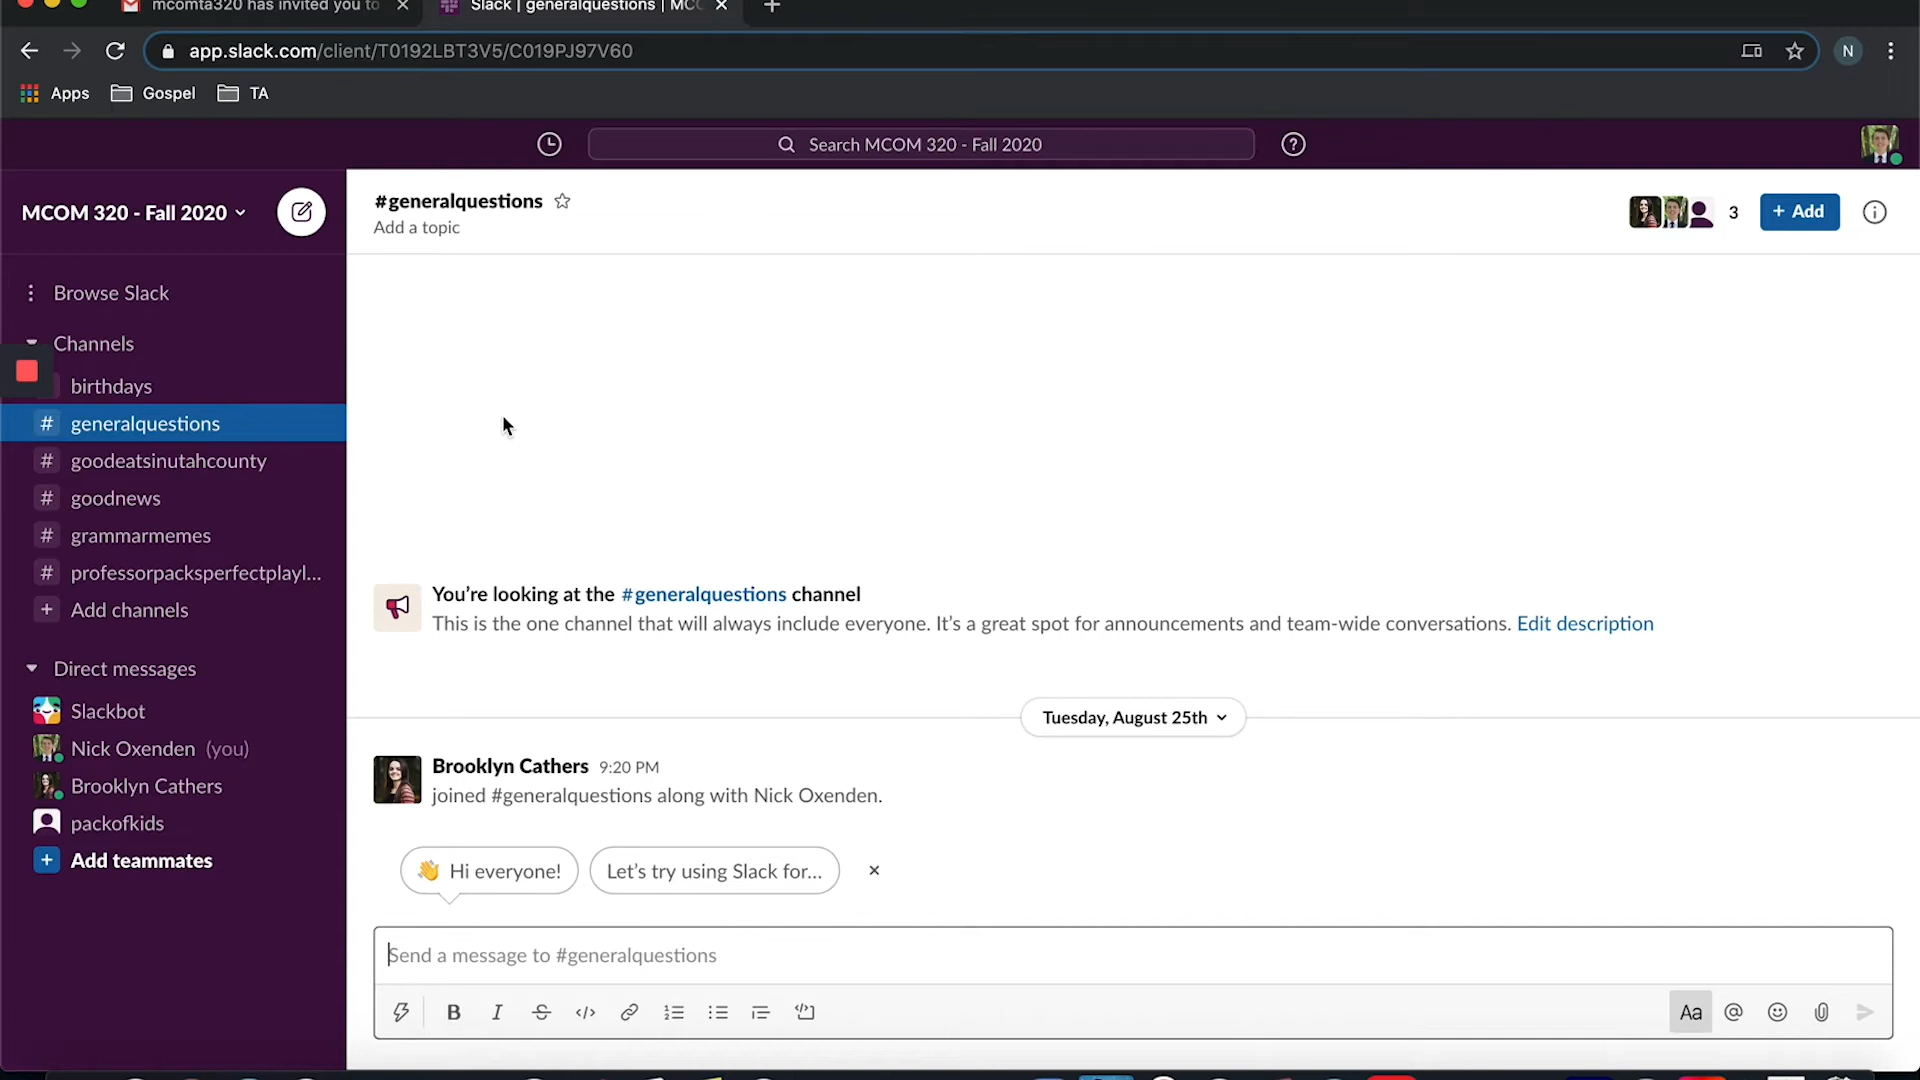 mcomta320 has invited you to
Slack | generalquestions | MCC
app.slack.com/client/T0192LBT3V5/C019PJ97V60
N
Apps
Gospel
TA
Search MCOM 320 - Fall 2020
MCOM 320 - Fall 2020
Browse Slack
Channels
birthdays
# generalquestions
# goodeatsinutahcounty
# goodnews
# grammarmemes
# professorpacksperfectplayl...
+ Add channels
Direct messages
Slackbot
Nick Oxenden (you)
Brooklyn Cathers
packofkids
+ Add teammates
#generalquestions
Add a topic
3
+ Add
You’re looking at the #generalquestions channel
This is the one channel that will always include everyone. It’s a great spot for announcements and team-wide conversations. Edit description
Tuesday, August 25th
Brooklyn Cathers 9:20 PM
joined #generalquestions along with Nick Oxenden.
👋 Hi everyone!
Let’s try using Slack for...
Send a message to #generalquestions
B I
Aa @